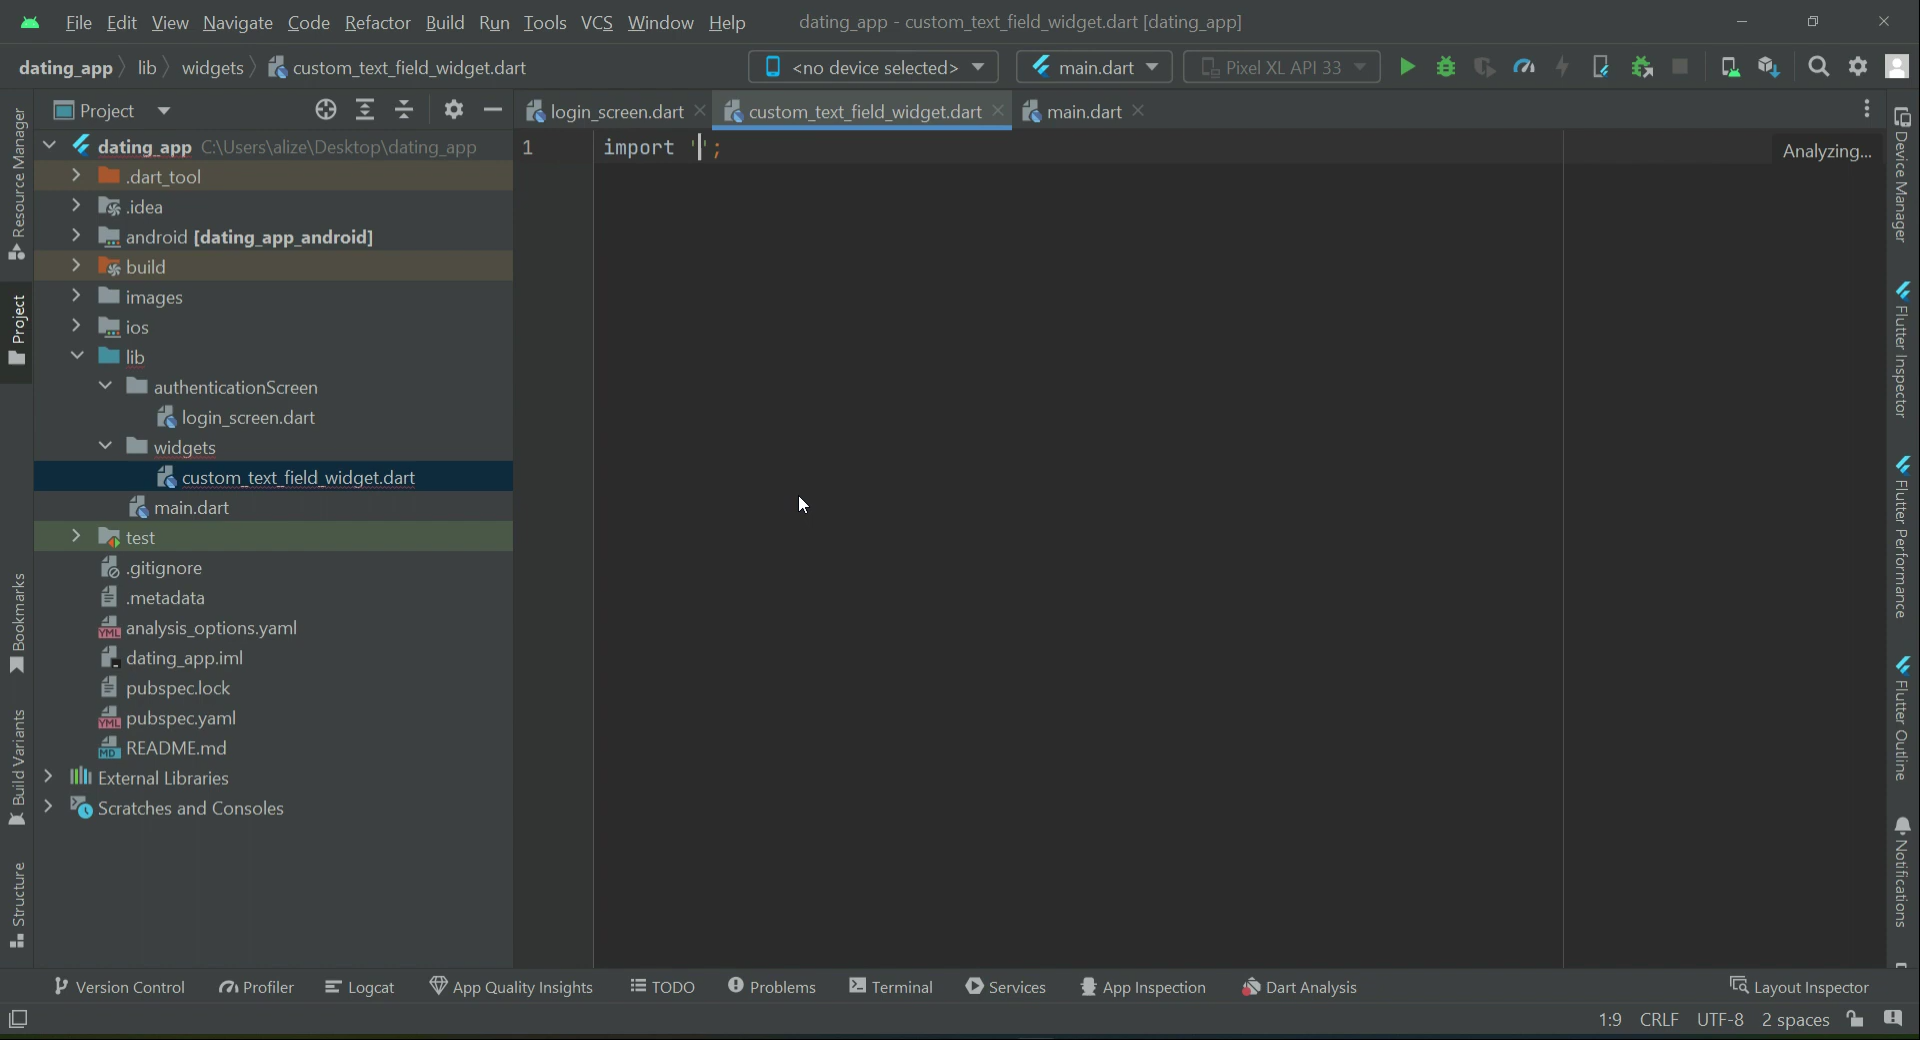 File Edit View Navigate Code Refactor Build Run Tools VCS Window Help dating_app - custom_text_field_widget.dart [dating_app]
dating_app lib widgets custom_text_field_widget.dart <no device selected> main.dart Pixel XL API 33
Project login_screen.dart custom_text_field_widget.dart main.dart
dating_app C:\Users\alize\Desktop\dating_app
1 import '';
Analyzing...
.dart_tool
.idea
android [dating_app_android]
build
images
ios
lib
authenticationScreen
login_screen.dart
widgets
custom_text_field_widget.dart
main.dart
test
.gitignore
.metadata
analysis_options.yaml
dating_app.iml
pubspec.lock
pubspec.yaml
README.md
External Libraries
Scratches and Consoles
Resource Manager
Project
Bookmarks
Build Variants
Structure
Device Manager
Flutter Inspector
Flutter Performance
Flutter Outline
Notifications
Version Control Profiler Logcat App Quality Insights TODO Problems Terminal Services App Inspection Dart Analysis Layout Inspector
1:9 CRLF UTF-8 2 spaces